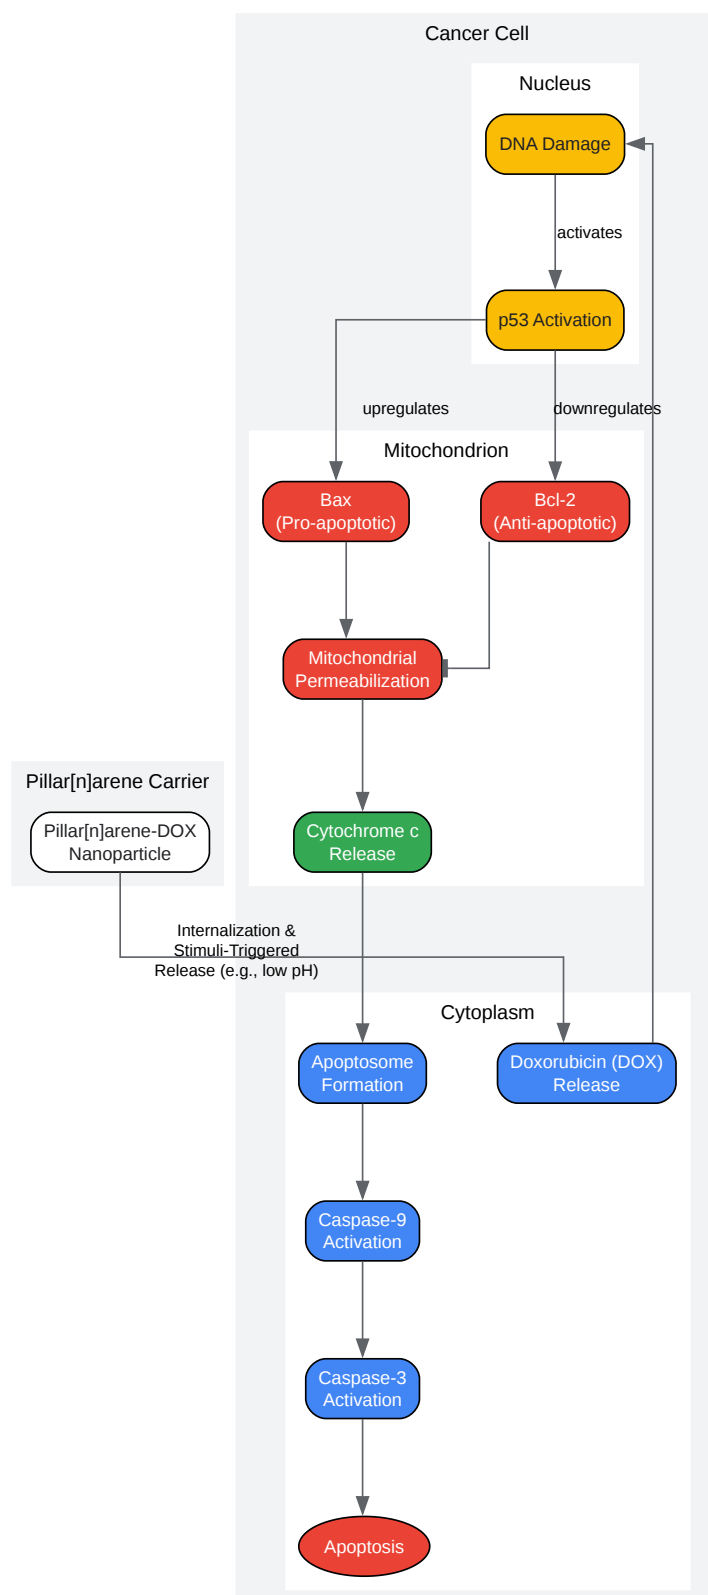 Cancer Cell
Nucleus
DNA Damage
activates
p53 Activation
upregulates
downregulates
Mitochondrion
Bax
(Pro-apoptotic)
Bcl-2
(Anti-apoptotic)
Mitochondrial
Permeabilization
Pillar[n]arene Carrier
Pillar[n]arene-DOX
Nanoparticle
Cytochrome c
Release
Internalization &
Stimuli-Triggered
Release (e.g., low pH)
Cytoplasm
Apoptosome
Formation
Doxorubicin (DOX)
Release
Caspase-9
Activation
Caspase-3
Activation
Apoptosis